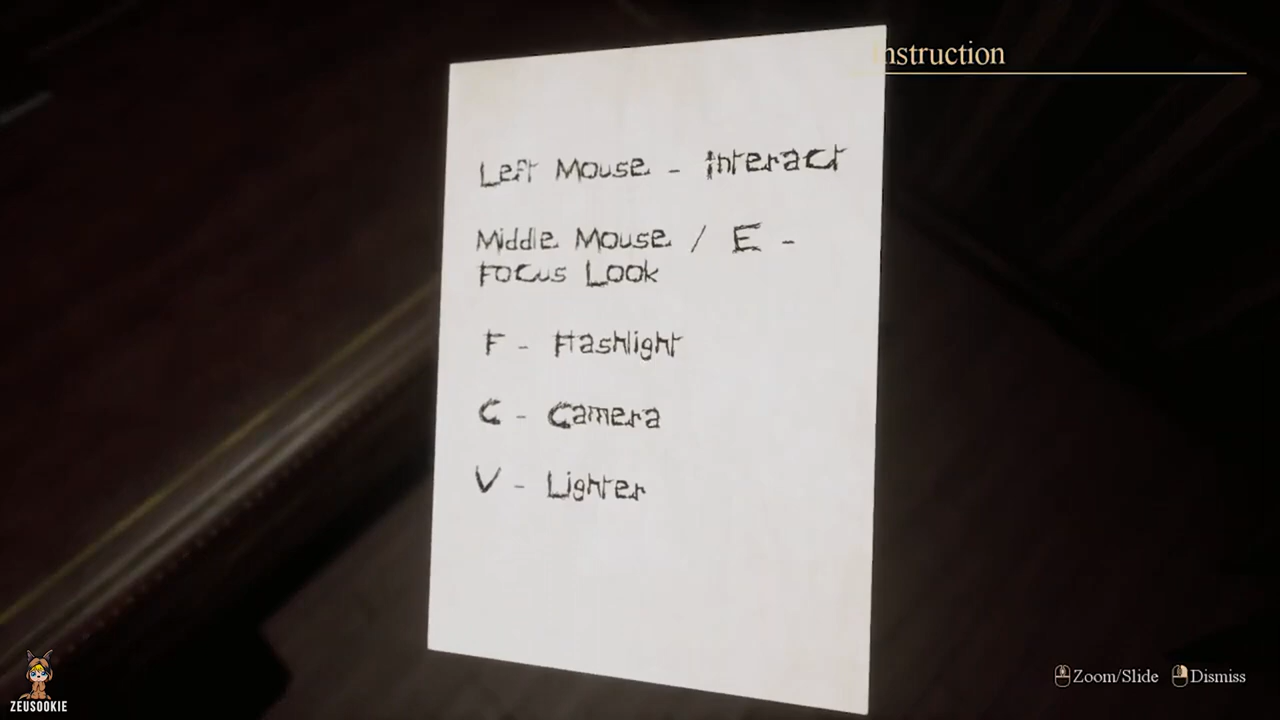 Instruction
Left Mouse - Interact
Middle Mouse / E -
Focus Look
F - Flashlight
C - Camera
V - Lighter
Zoom/Slide Dismiss
ZEUSOOKIE